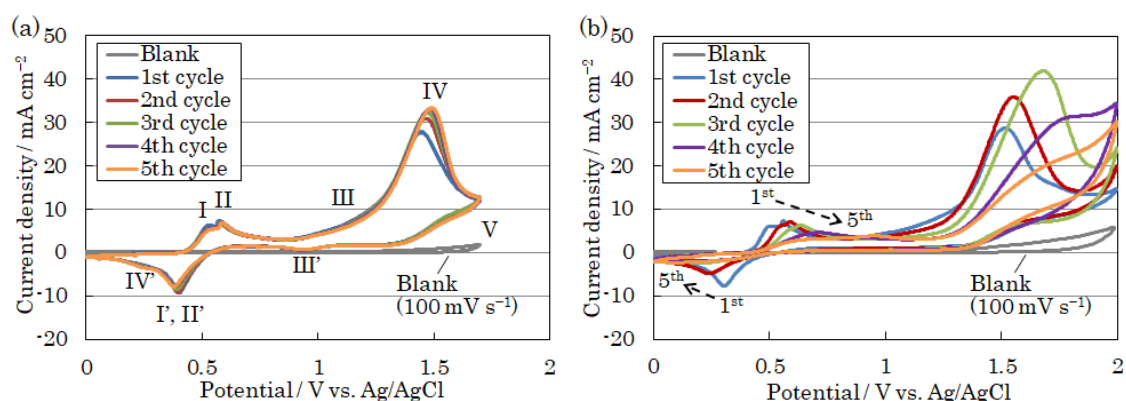 (a)
Current density / mA cm⁻²
50
40
30
20
10
0
-10
-20
Blank
1st cycle
2nd cycle
3rd cycle
4th cycle
5th cycle
I II
III
IV
V
III'
IV'
I', II'
Blank
(100 mV s⁻¹)
0 0.5 1 1.5 2
Potential / V vs. Ag/AgCl
(b)
Current density / mA cm⁻²
50
40
30
20
10
0
-10
-20
Blank
1st cycle
2nd cycle
3rd cycle
4th cycle
5th cycle
1st
5th
5th
1st
Blank
(100 mV s⁻¹)
0 0.5 1 1.5 2
Potential / V vs. Ag/AgCl